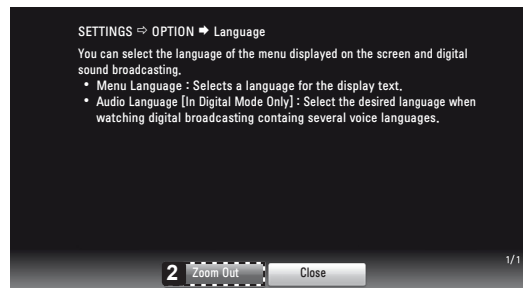 SETTINGS ⇨ OPTION ➡ Language
You can select the language of the menu displayed on the screen and digital
sound broadcasting.
• Menu Language : Selects a language for the display text.
• Audio Language [In Digital Mode Only] : Select the desired language when
watching digital broadcasting containg several voice languages.
1/1
2 Zoom Out Close